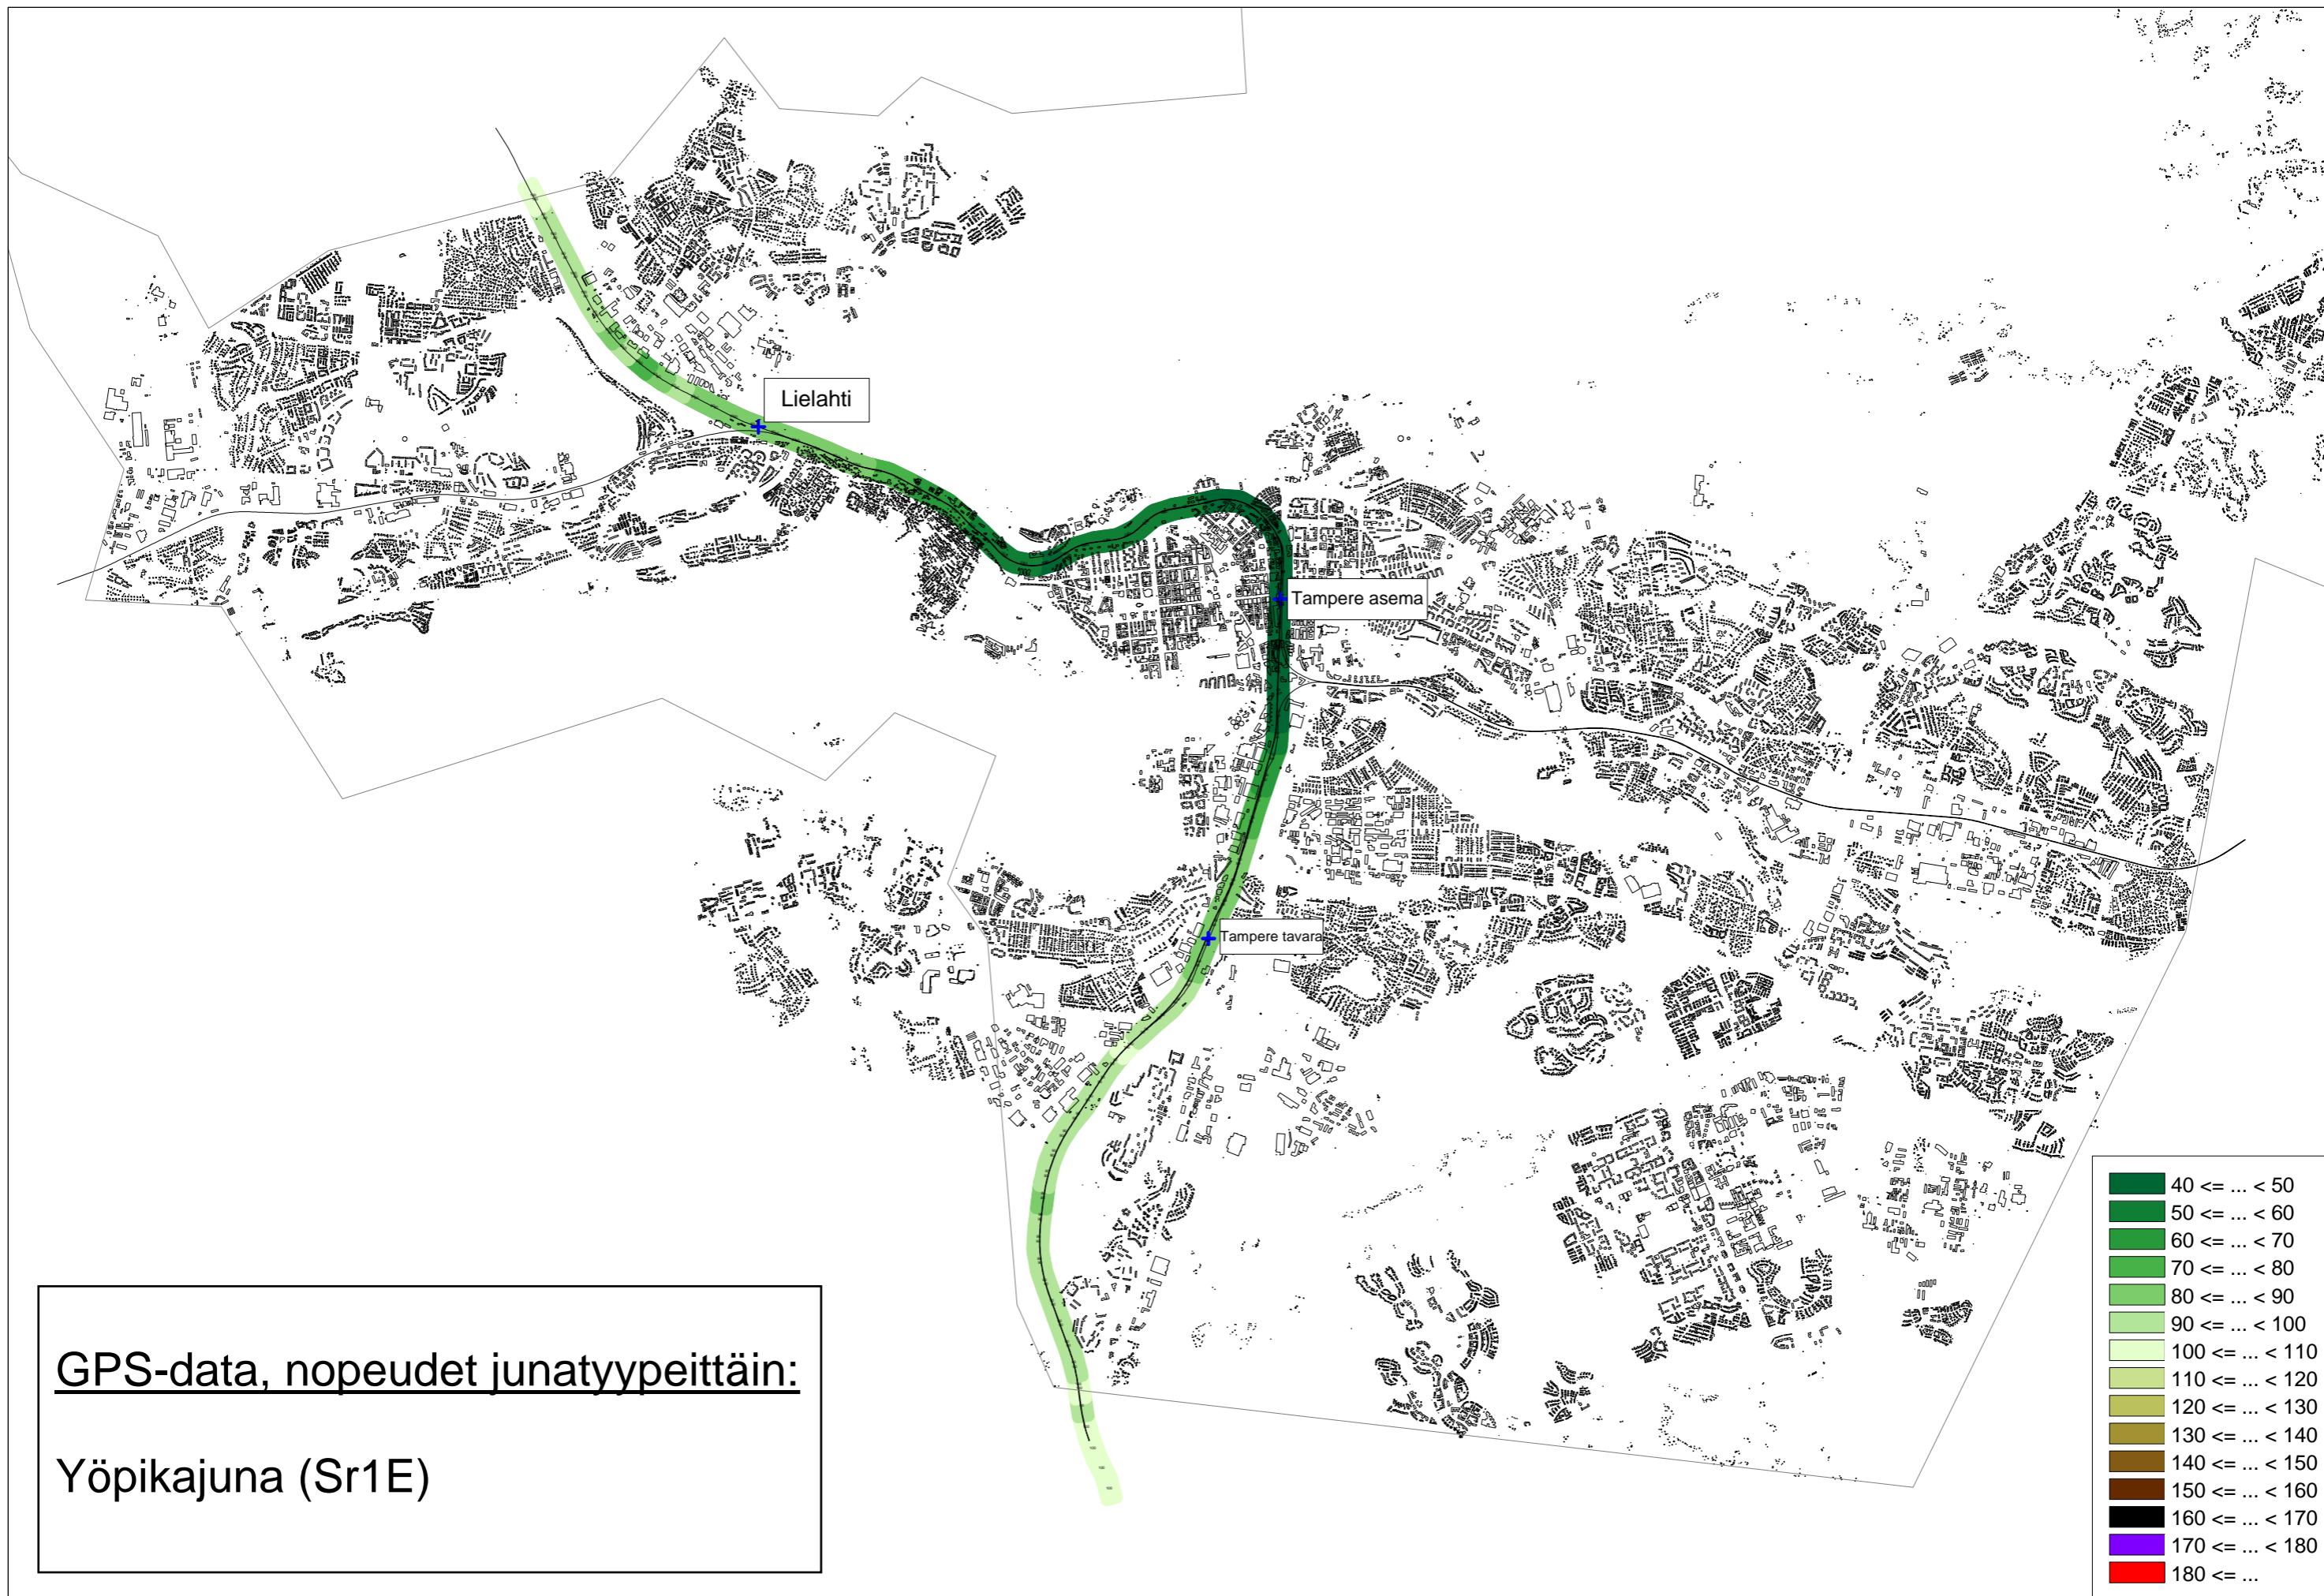 Lielahti
Tampere asema
Tampere tavara
GPS-data, nopeudet junatyypeittäin:
Yöpikajuna (Sr1E)
40 <= ... < 50
50 <= ... < 60
60 <= ... < 70
70 <= ... < 80
80 <= ... < 90
90 <= ... < 100
100 <= ... < 110
110 <= ... < 120
120 <= ... < 130
130 <= ... < 140
140 <= ... < 150
150 <= ... < 160
160 <= ... < 170
170 <= ... < 180
180 <= ...